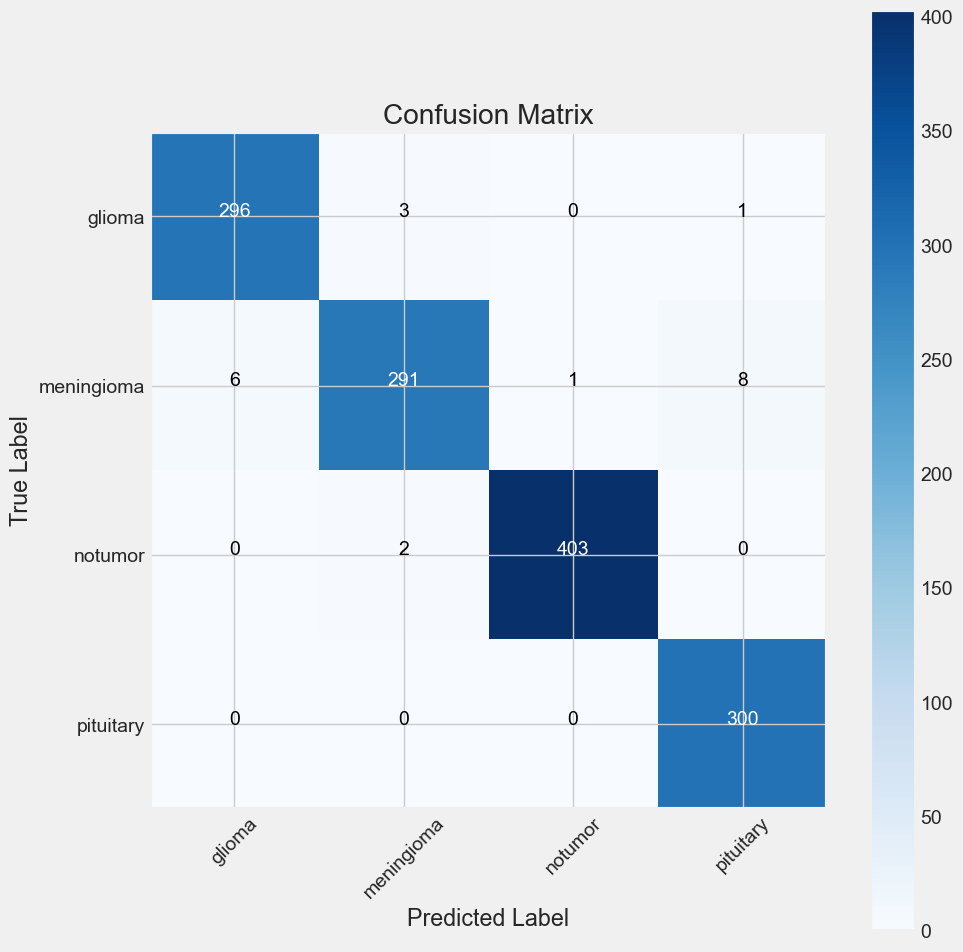 Confusion Matrix
True Label
glioma 296 3 0 1
meningioma 6 291 1 8
notumor 0 2 403 0
pituitary 0 0 0 300
glioma meningioma notumor pituitary
Predicted Label
400
350
300
250
200
150
100
50
0